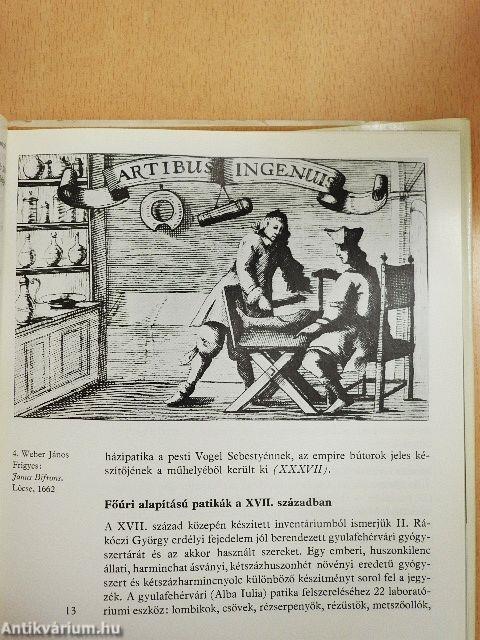 ARTIBUS INGENUIS
4. Weber János
Frigyes:
Janus Bifrons.
Lőcse, 1662
házipatika a pesti Vogel Sebestyénnek, az empire bútorok jeles ké-
szítőjének a műhelyéből került ki (XXXVII).
Főúri alapítású patikák a XVII. században
A XVII. század közepén készített inventáriumból ismerjük II. Rá-
kóczi György erdélyi fejedelem jól berendezett gyulafehérvári gyógy-
szertárát és az akkor használt szereket. Egy emberi, huszonkilenc
állati, harminchat ásványi, kétszázhuszonhét növényi eredetű gyógy-
szert és kétszázharmincnyolc különböző készítményt sorol fel a jegy-
zék. A gyulafehérvári (Alba Iulia) patika felszereléséhez 22 laborató-
riumi eszköz: lombikok, csövek, rézserpenyők, rézüstök, metszőollók,
13
Antikvárium.hu